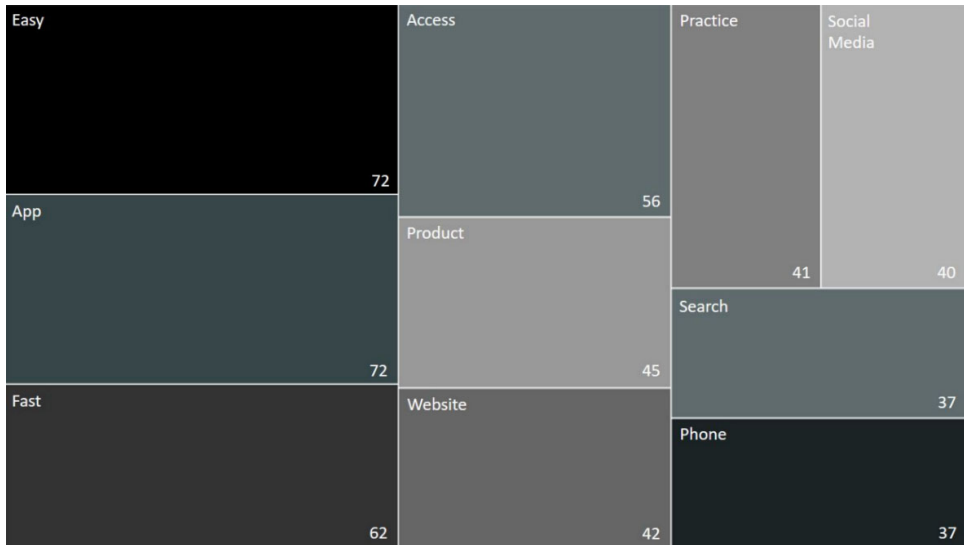 Easy
72
App
72
Fast
62
Access
56
Product
45
Website
42
Practice
41
Social
Media
40
Search
37
Phone
37